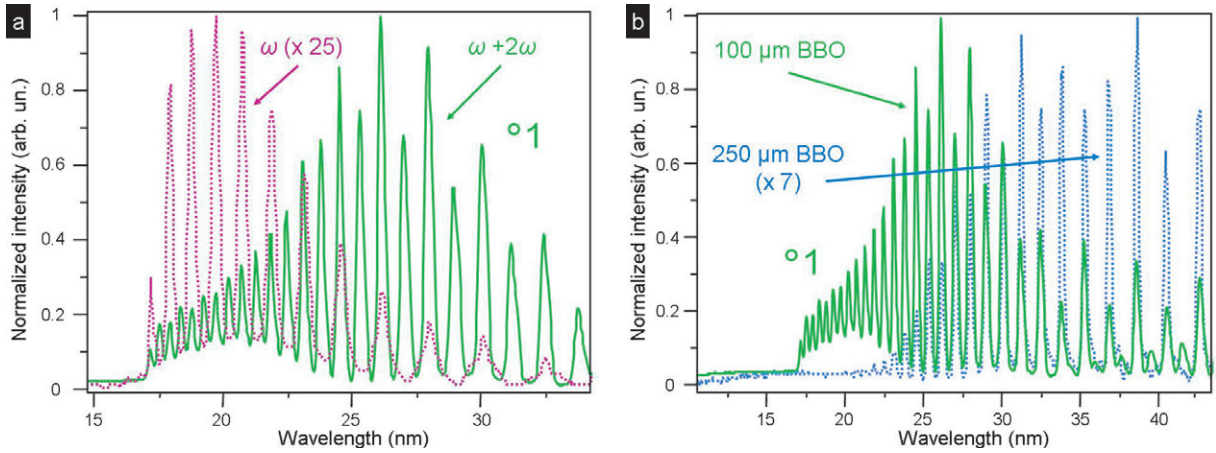 a
Normalized intensity (arb. un.)
1
0.8
0.6
0.4
0.2
0
15
20
25
30
Wavelength (nm)
ω (x 25)
ω +2ω
°1
b
Normalized intensity (arb. un.)
1
0.8
0.6
0.4
0.2
0
15
20
25
30
35
40
Wavelength (nm)
100 µm BBO
250 µm BBO
(x 7)
°1